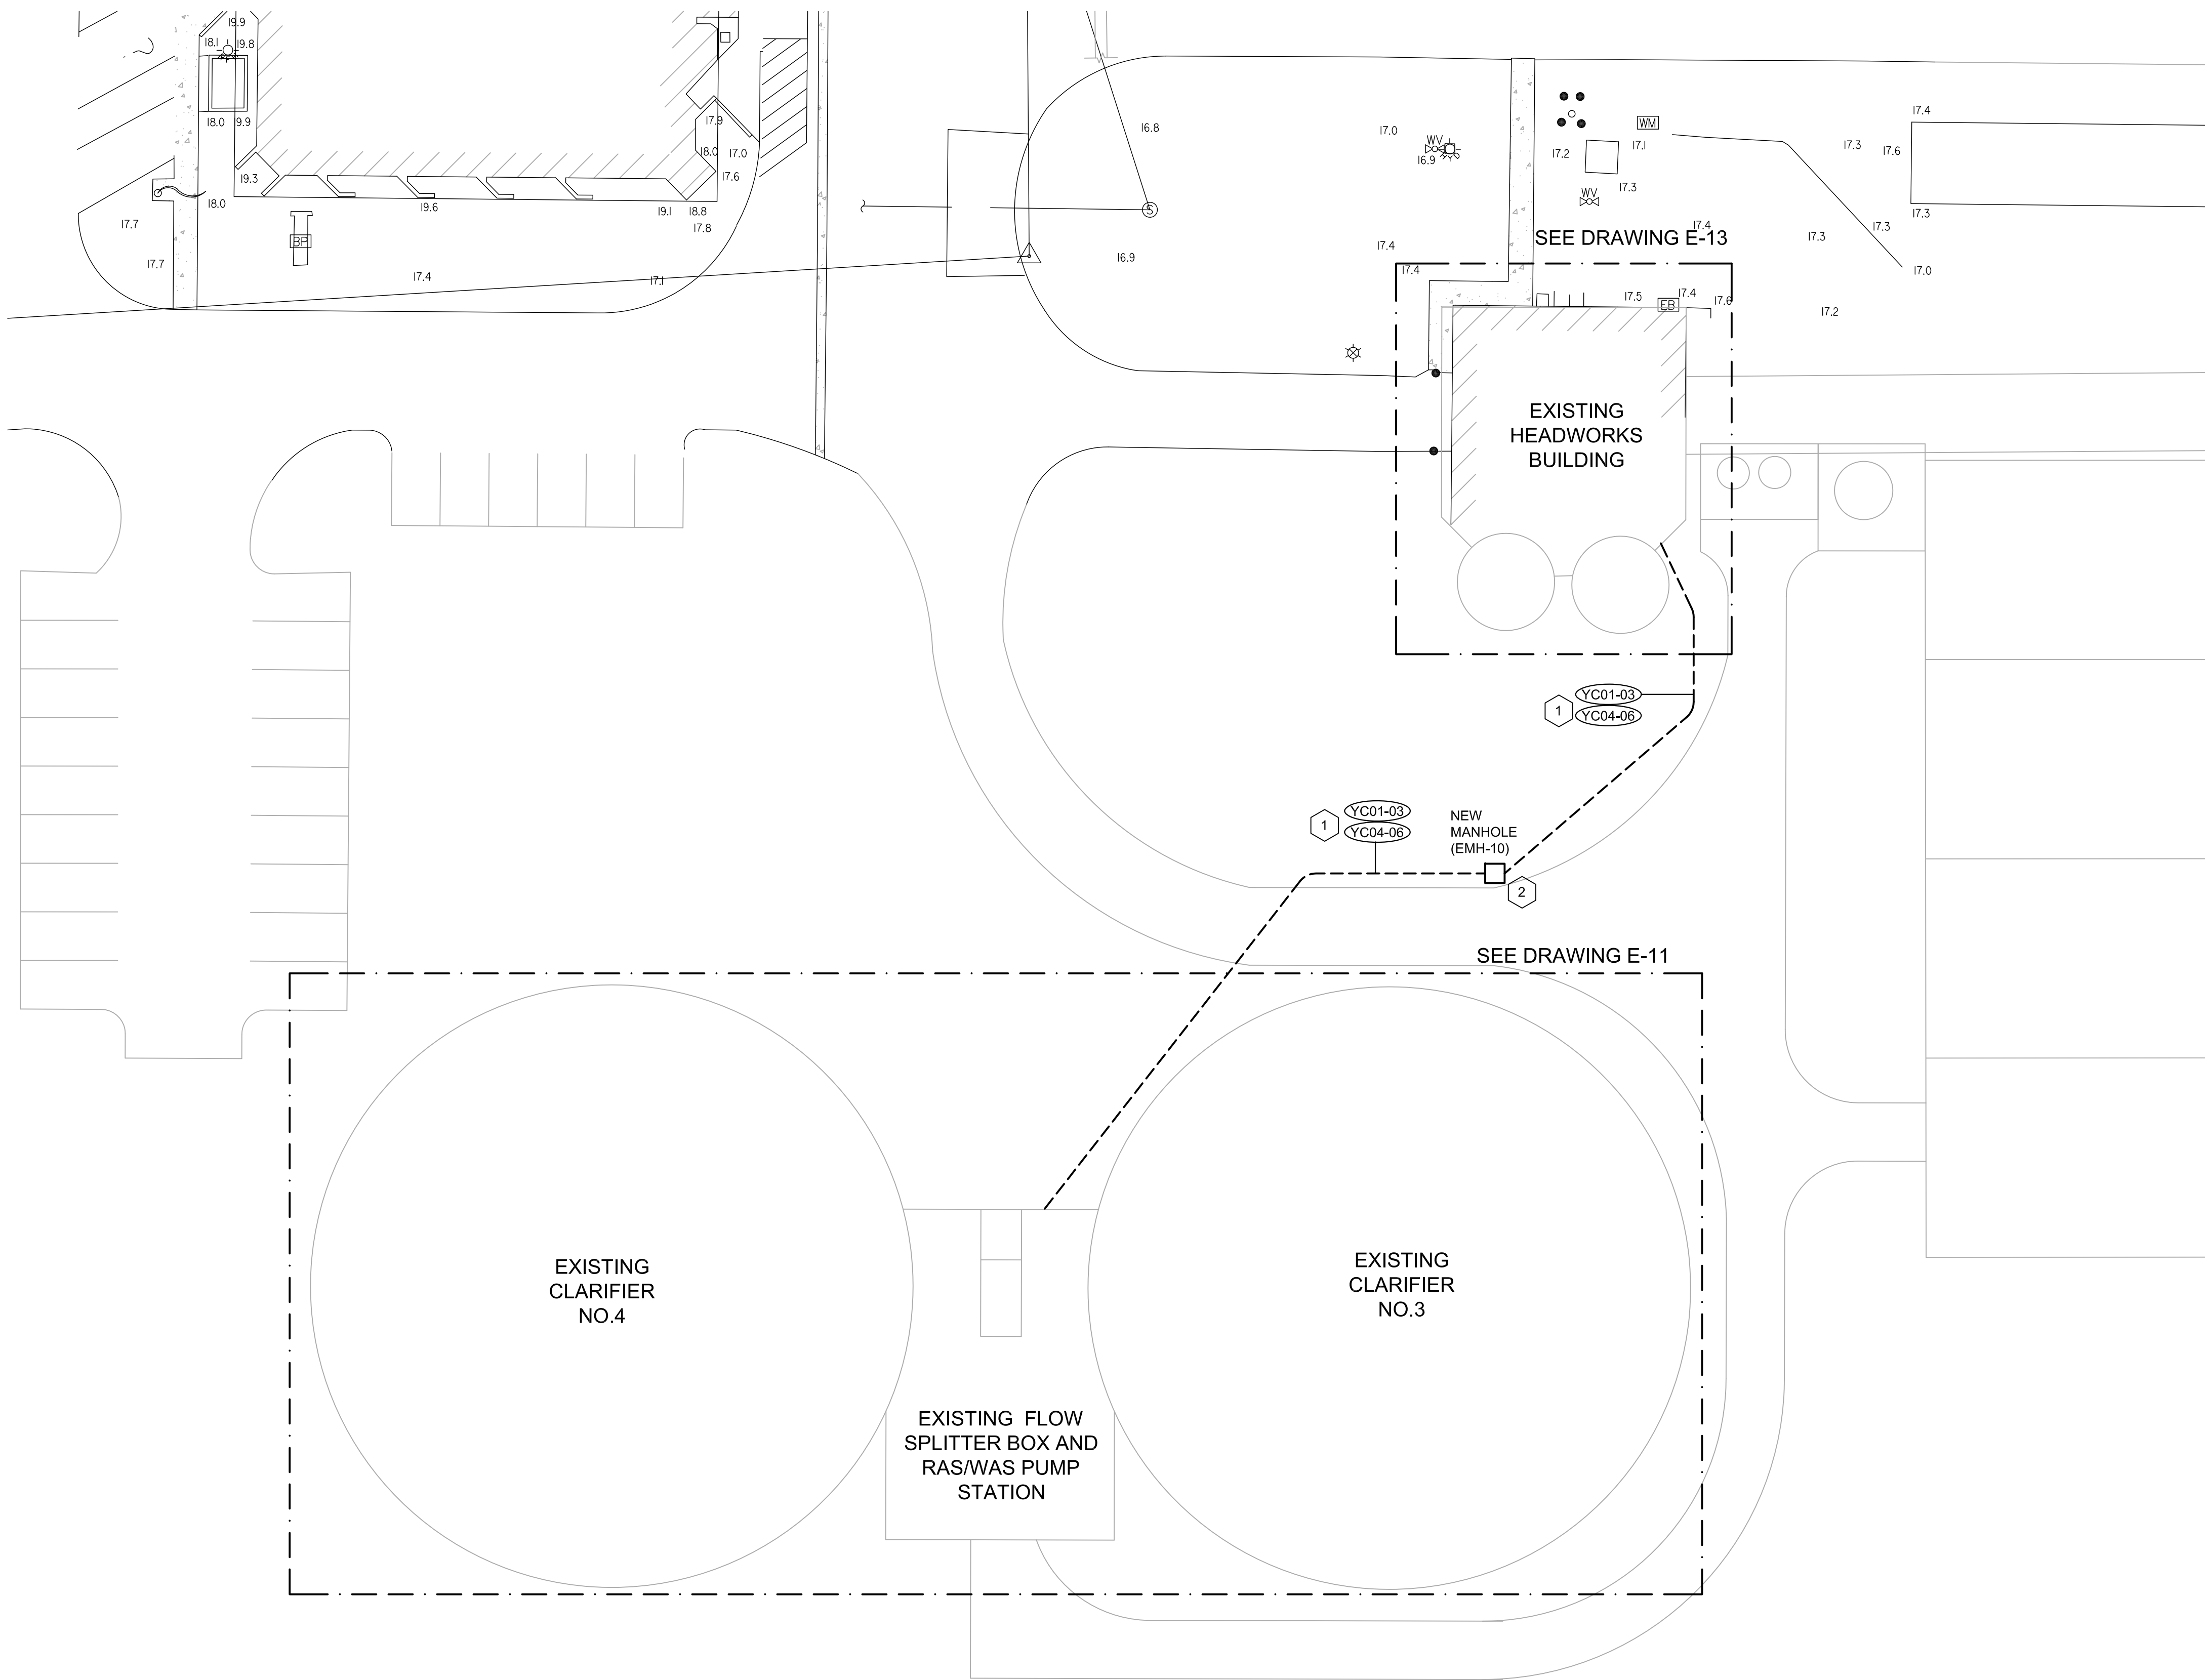 19.9
18.1
19.8
18.0
9.9
19.3
18.0
17.7
17.7
BP
17.4
19.6
17.1
19.1
18.8
17.8
17.9
18.0
17.0
17.6
16.8
S
16.9
17.0
WV
16.9
17.4
17.4
WM
17.2
17.1
17.3
WV
17.4
SEE DRAWING E-13
17.3
17.6
17.4
17.3
17.3
17.3
17.0
17.2
17.5
EB
17.4
17.6
EXISTING
HEADWORKS
BUILDING
YC01-03
1
YC04-06
YC01-03
1
YC04-06
NEW
MANHOLE
(EMH-10)
2
SEE DRAWING E-11
EXISTING
CLARIFIER
NO.4
EXISTING
CLARIFIER
NO.3
EXISTING FLOW
SPLITTER BOX AND
RAS/WAS PUMP
STATION